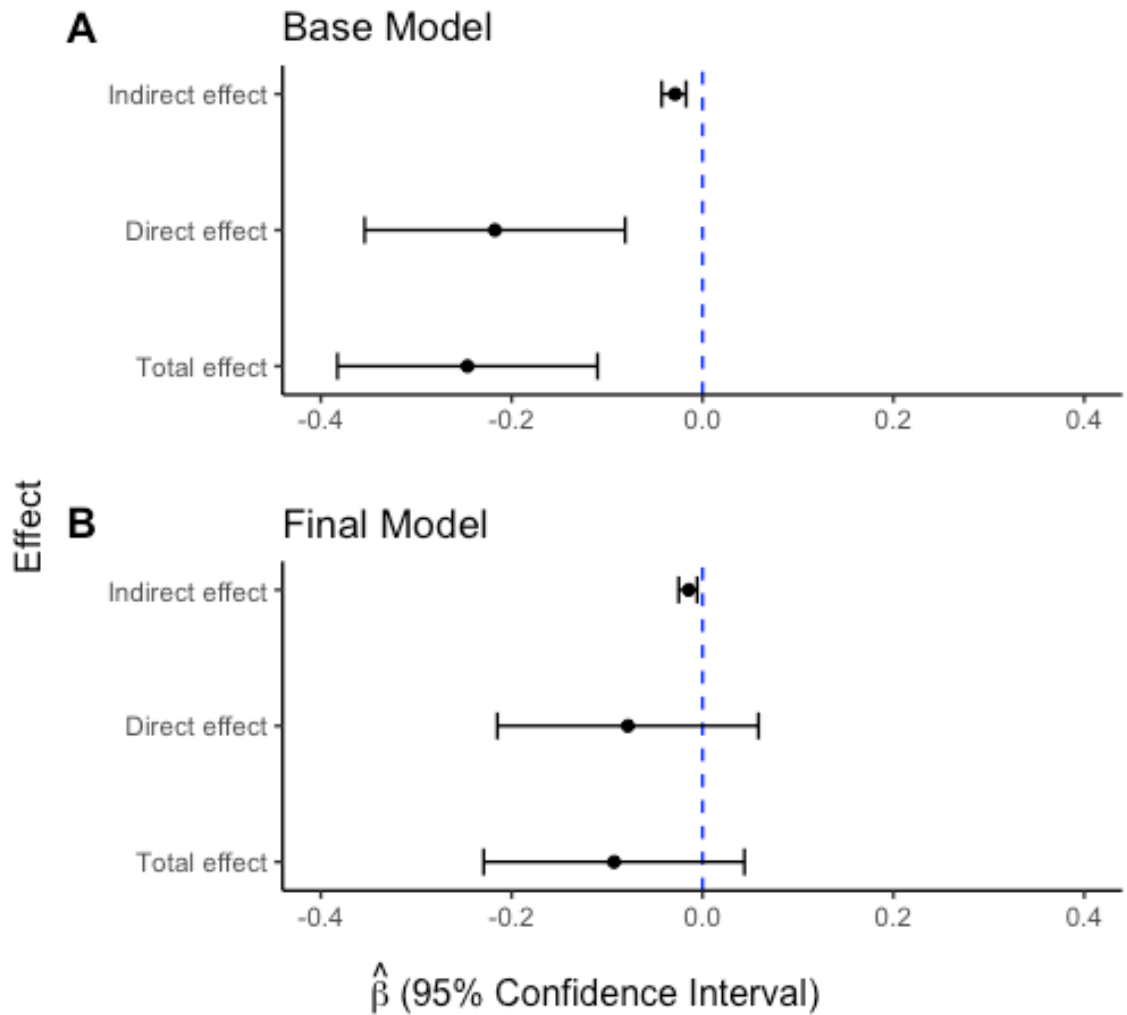 A Base Model
Indirect effect
Direct effect
Total effect
-0.4 -0.2 0.0 0.2 0.4
Effect
B Final Model
Indirect effect
Direct effect
Total effect
-0.4 -0.2 0.0 0.2 0.4
β̂ (95% Confidence Interval)